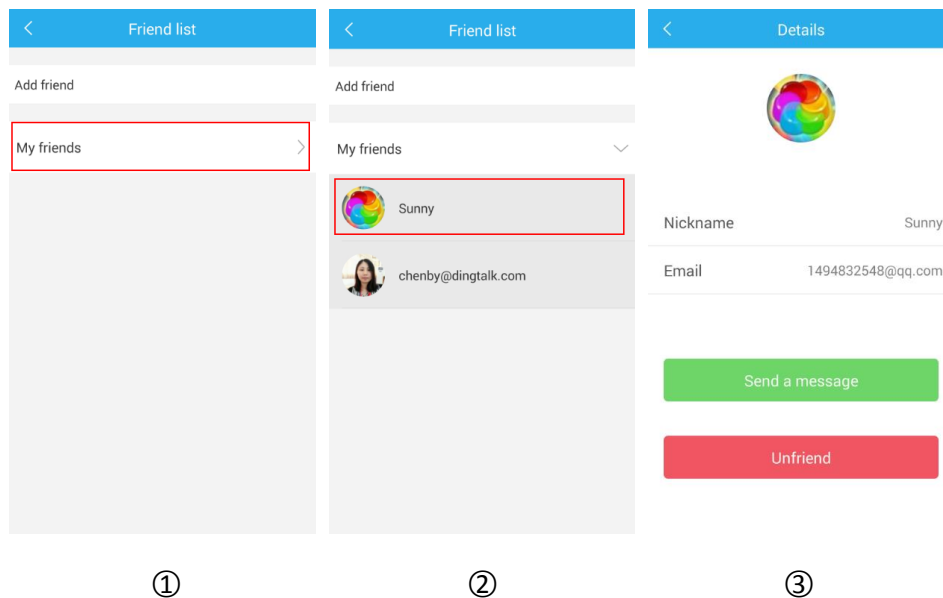 Friend list
Add friend
My friends
①
Friend list
Add friend
My friends
Sunny
chenby@dingtalk.com
②
Details
Nickname Sunny
Email 1494832548@qq.com
Send a message
Unfriend
③